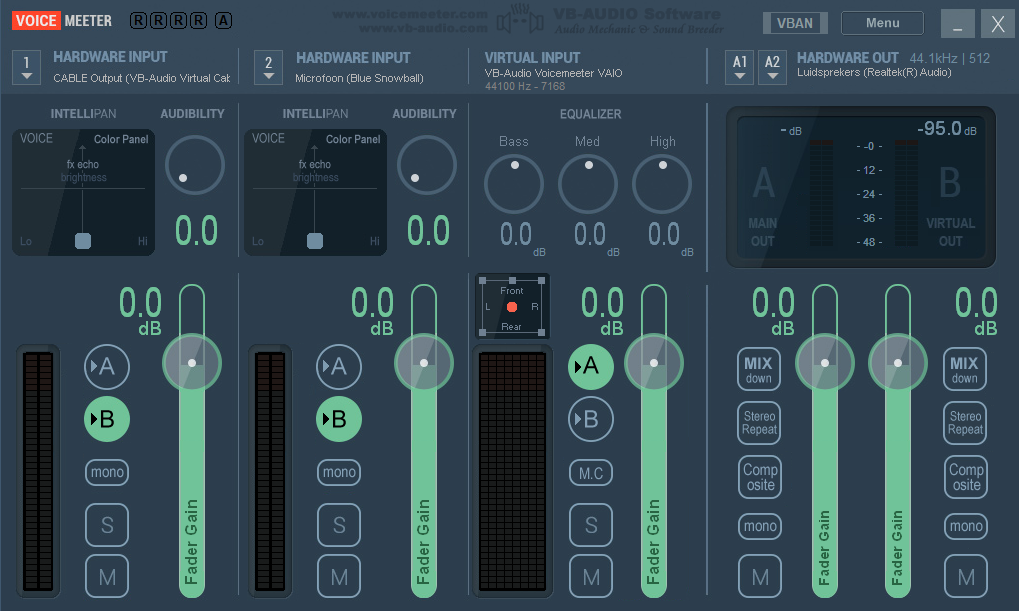 VOICEMEETER R R R R A www.voicemeeter.com www.vb-audio.com VB-AUDIO Software Audio Mechanic & Sound Breeder VBAN Menu _ X
1 HARDWARE INPUT
CABLE Output (VB-Audio Virtual Cab
2 HARDWARE INPUT
Microfoon (Blue Snowball)
VIRTUAL INPUT
VB-Audio Voicemeeter VAIO
44100 Hz - 7168
A1 A2 HARDWARE OUT 44.1kHz | 512
Luidsprekers (Realtek(R) Audio)
INTELLIPAN AUDIBILITY
VOICE Color Panel
fx echo
brightness
Lo Hi
0.0
INTELLIPAN AUDIBILITY
VOICE Color Panel
fx echo
brightness
Lo Hi
0.0
EQUALIZER
Bass Med High
0.0 0.0 0.0
dB dB dB
-dB -95.0 dB
-0-
-12-
-24-
-36-
-48-
A
MAIN
OUT
B
VIRTUAL
OUT
0.0
dB
A
B
mono
S
M
Fader Gain
0.0
dB
A
B
mono
S
M
Fader Gain
Front
L R
Rear
0.0
dB
A
B
M.C
S
M
Fader Gain
0.0
dB
MIX
down
Stereo
Repeat
Comp
osite
mono
M
Fader Gain
Fader Gain
0.0
dB
MIX
down
Stereo
Repeat
Comp
osite
mono
M